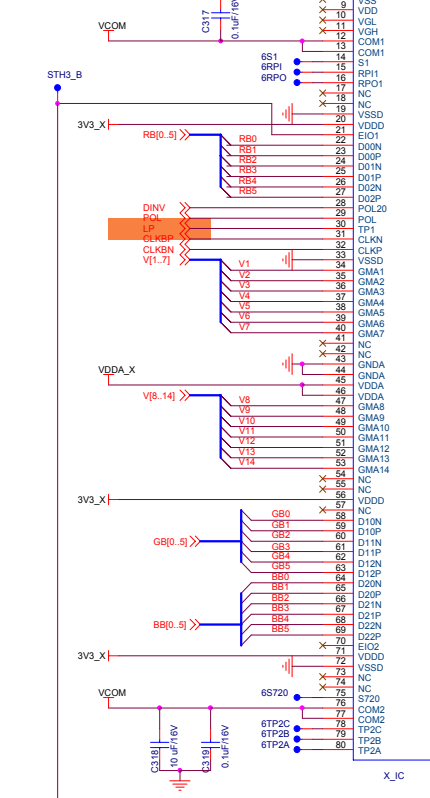 VSS
9 VDD
10 VGL
C317 0.1uF/16V 11 VGH
VCOM 12 COM1
13 COM1
6S1 14 S1
6RPI 15 RPI1
6RPO 16 RPO1
STH3_B 17 NC
18 NC
19 VSSD
3V3_X 20 VDDD
RB[0..5] 21 EIO1
RB0 22 D00N
RB1 23 D00P
RB2 24 D01N
RB3 25 D01P
RB4 26 D02N
RB5 27 D02P
DINV 28 POL20
POL 29 POL
LP 30 TP1
CLKBP 31 CLKN
CLKBN 32 CLKP
V[1..7] 33 VSSD
V1 34 GMA1
V2 35 GMA2
V3 36 GMA3
V4 37 GMA4
V5 38 GMA5
V6 39 GMA6
V7 40 GMA7
41 NC
42 NC
43 GNDA
VDDA_X 44 GNDA
45 VDDA
V[8..14] 46 VDDA
V8 47 GMA8
V9 48 GMA9
V10 49 GMA10
V11 50 GMA11
V12 51 GMA12
V13 52 GMA13
V14 53 GMA14
54 NC
55 NC
3V3_X 56 VDDD
57 NC
GB0 58 D10N
GB1 59 D10P
GB[0..5] GB2 60 D11N
GB3 61 D11P
GB4 62 D12N
GB5 63 D12P
BB0 64 D20N
BB1 65 D20P
BB2 66 D21N
BB3 67 D21P
BB[0..5] BB4 68 D22N
BB5 69 D22P
70 EIO2
3V3_X 71 VDDD
72 VSSD
73 NC
74 NC
VCOM 6S720 75 S720
76 COM2
77 COM2
6TP2C 78 TP2C
6TP2B 79 TP2B
6TP2A 80 TP2A
C318 10 uF/16V C319 0.1uF/16V
X_IC